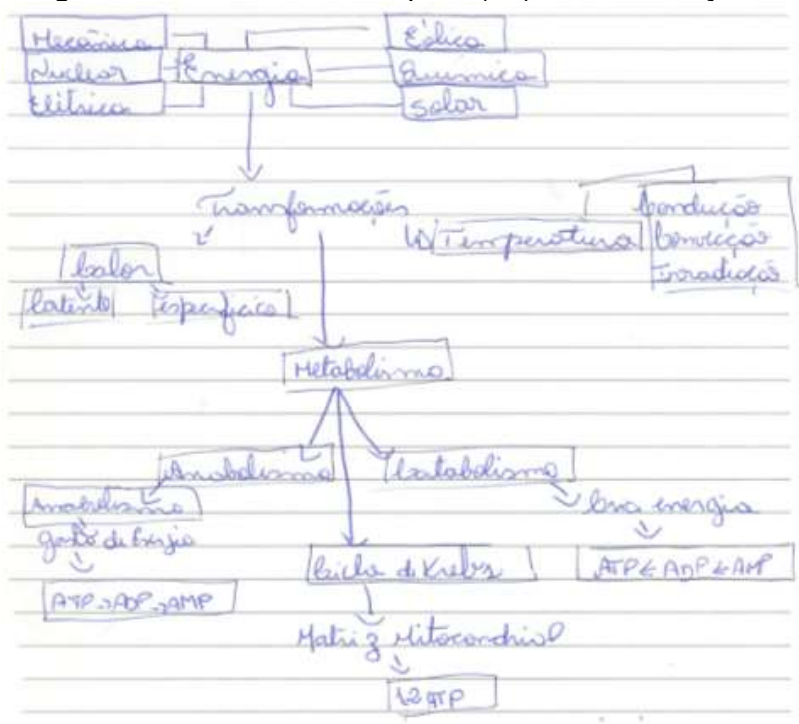 Mecânica
Eólica
Nuclear
Energia
Química
Elétrica
Solar
Transformações
Temperatura
Condução
Convecção
Irradiação
Calor
Latente
Específico
Metabolismo
Anabolismo
Catabolismo
Anabolismo
gasto de Energia
energia
Ciclo de Krebs
ATP ← ADP ← AMP
ATP → ADP → AMP
Matriz Mitocondrial
12 ATP